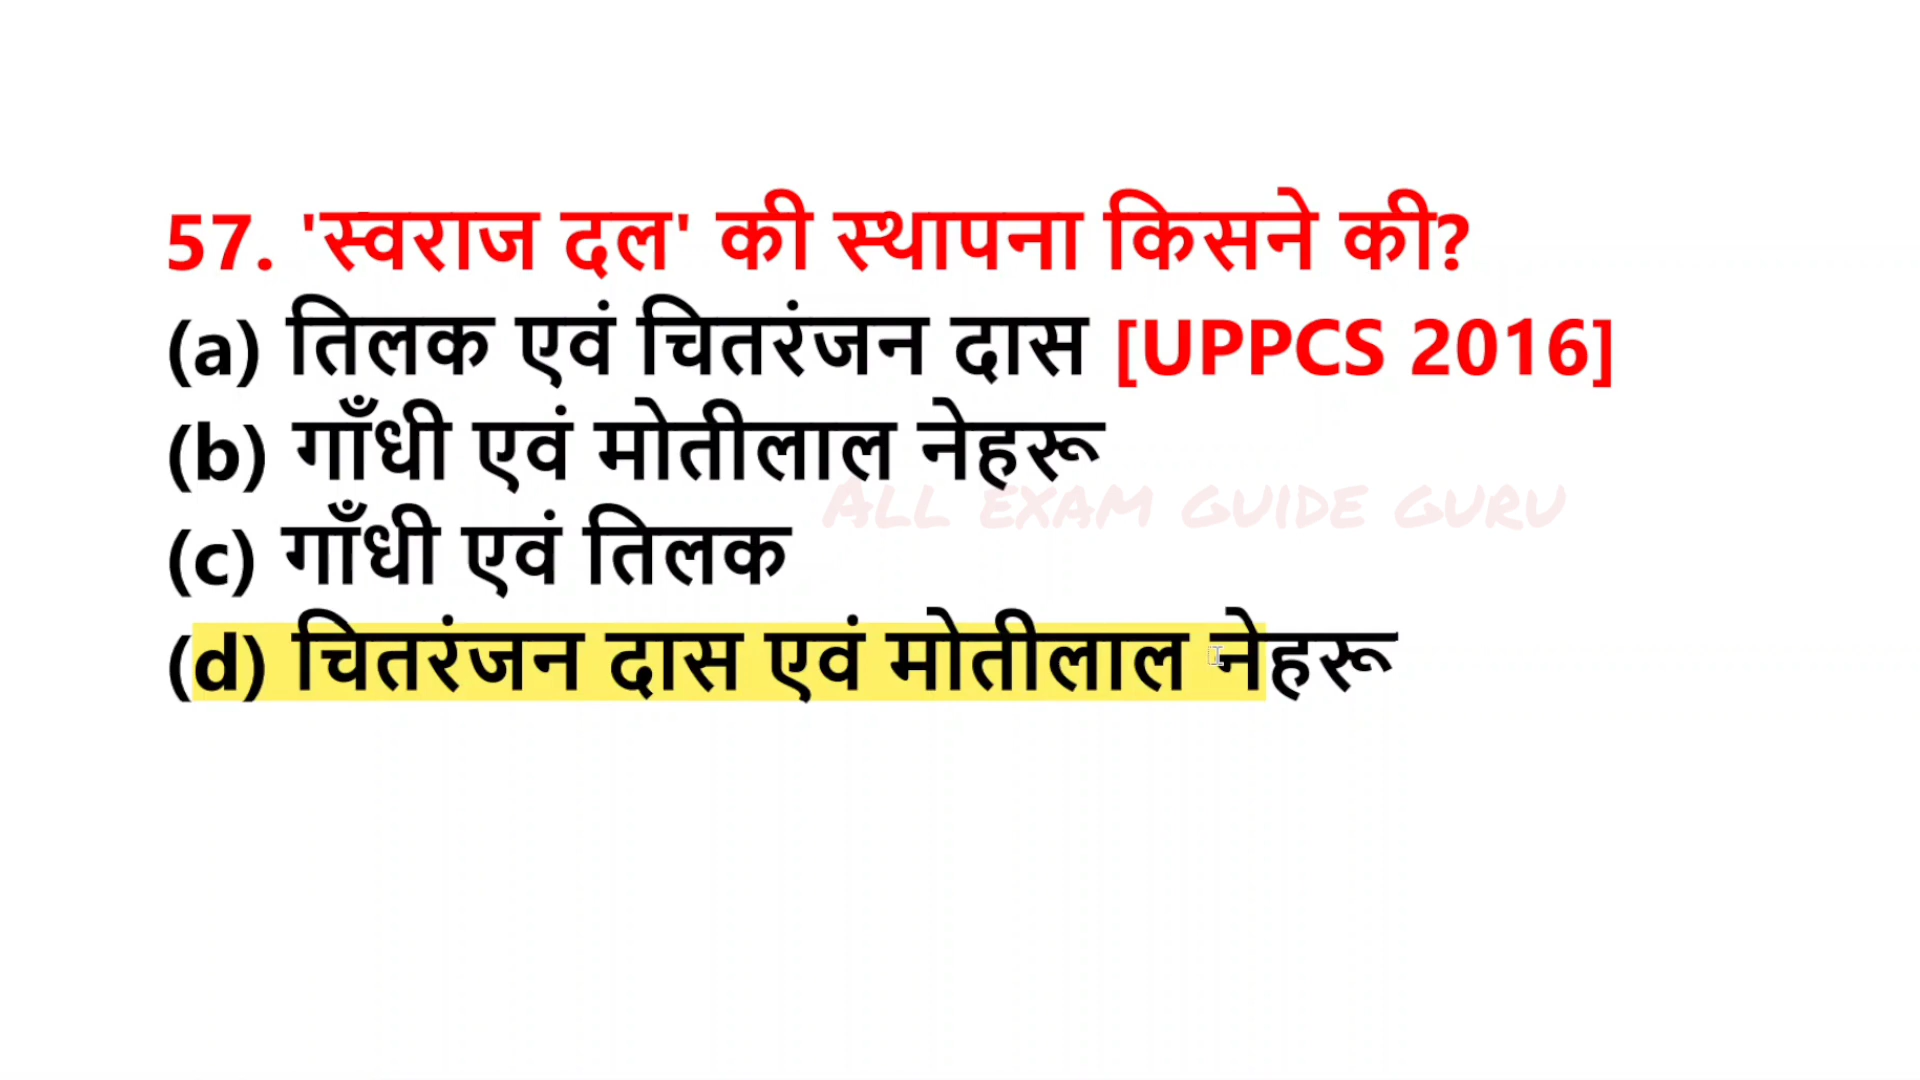 57. 'स्वराज दल' की स्थापना किसने की?
(a) तिलक एवं चितरंजन दास [UPPCS 2016]
(b) गाँधी एवं मोतीलाल नेहरू
ALL EXAM GUIDE GURU
(c) गाँधी एवं तिलक
(d) चितरंजन दास एवं मोतीलाल नेहरू